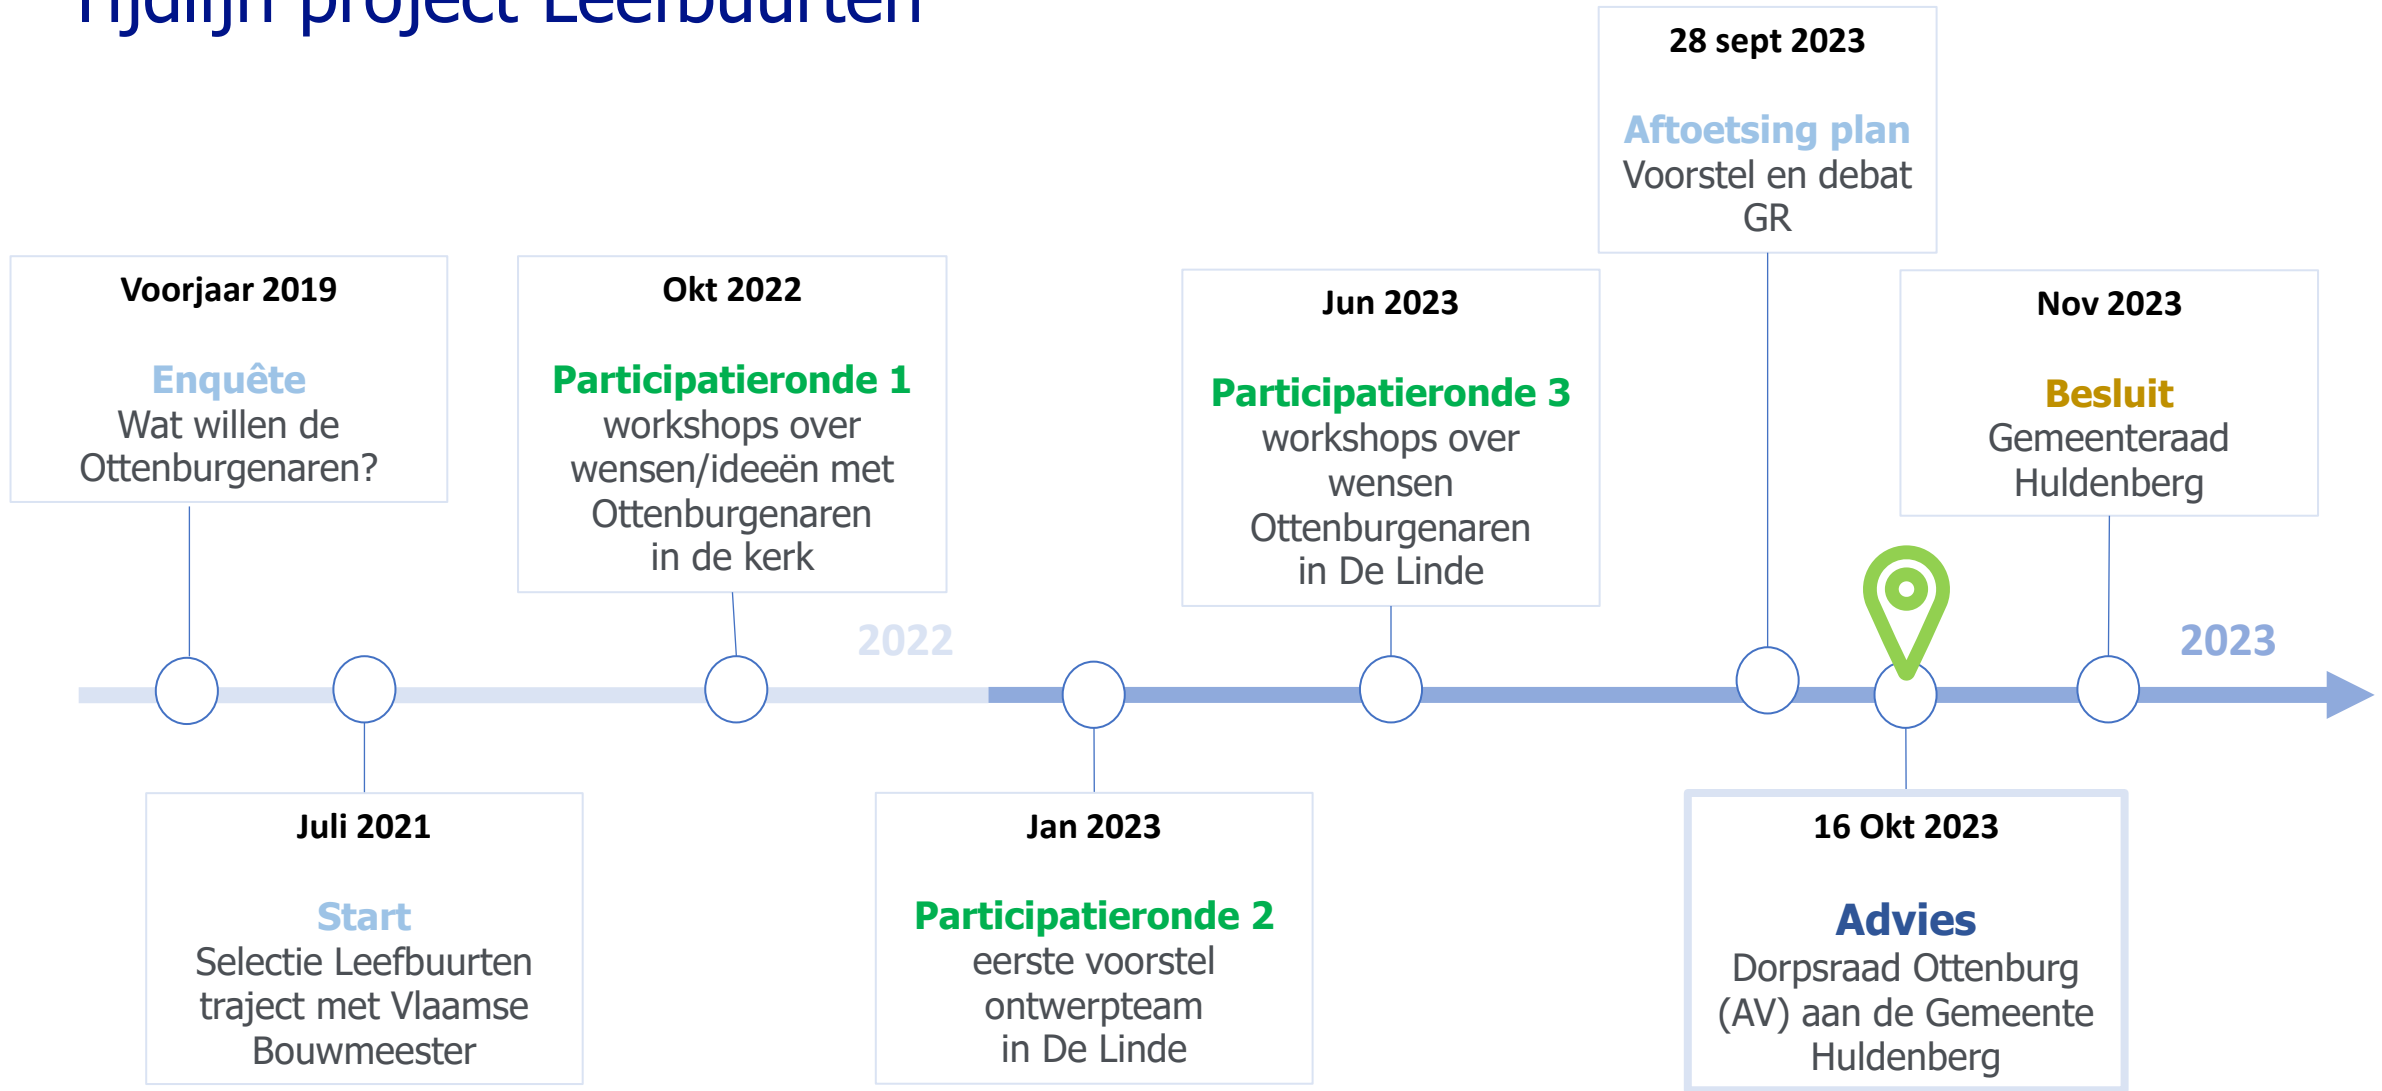 Tijdlijn project Leefbuurten
28 sept 2023
Aftoetsing plan
Voorstel en debat
GR
Voorjaar 2019
Enquête
Wat willen de
Ottenburgenaren?
Okt 2022
Participatieronde 1
workshops over
wensen/ideeën met
Ottenburgenaren
in de kerk
Jun 2023
Participatieronde 3
workshops over
wensen
Ottenburgenaren
in De Linde
Nov 2023
Besluit
Gemeenteraad
Huldenberg
2022
2023
Juli 2021
Start
Selectie Leefbuurten
traject met Vlaamse
Bouwmeester
Jan 2023
Participatieronde 2
eerste voorstel
ontwerpteam
in De Linde
16 Okt 2023
Advies
Dorpsraad Ottenburg
(AV) aan de Gemeente
Huldenberg